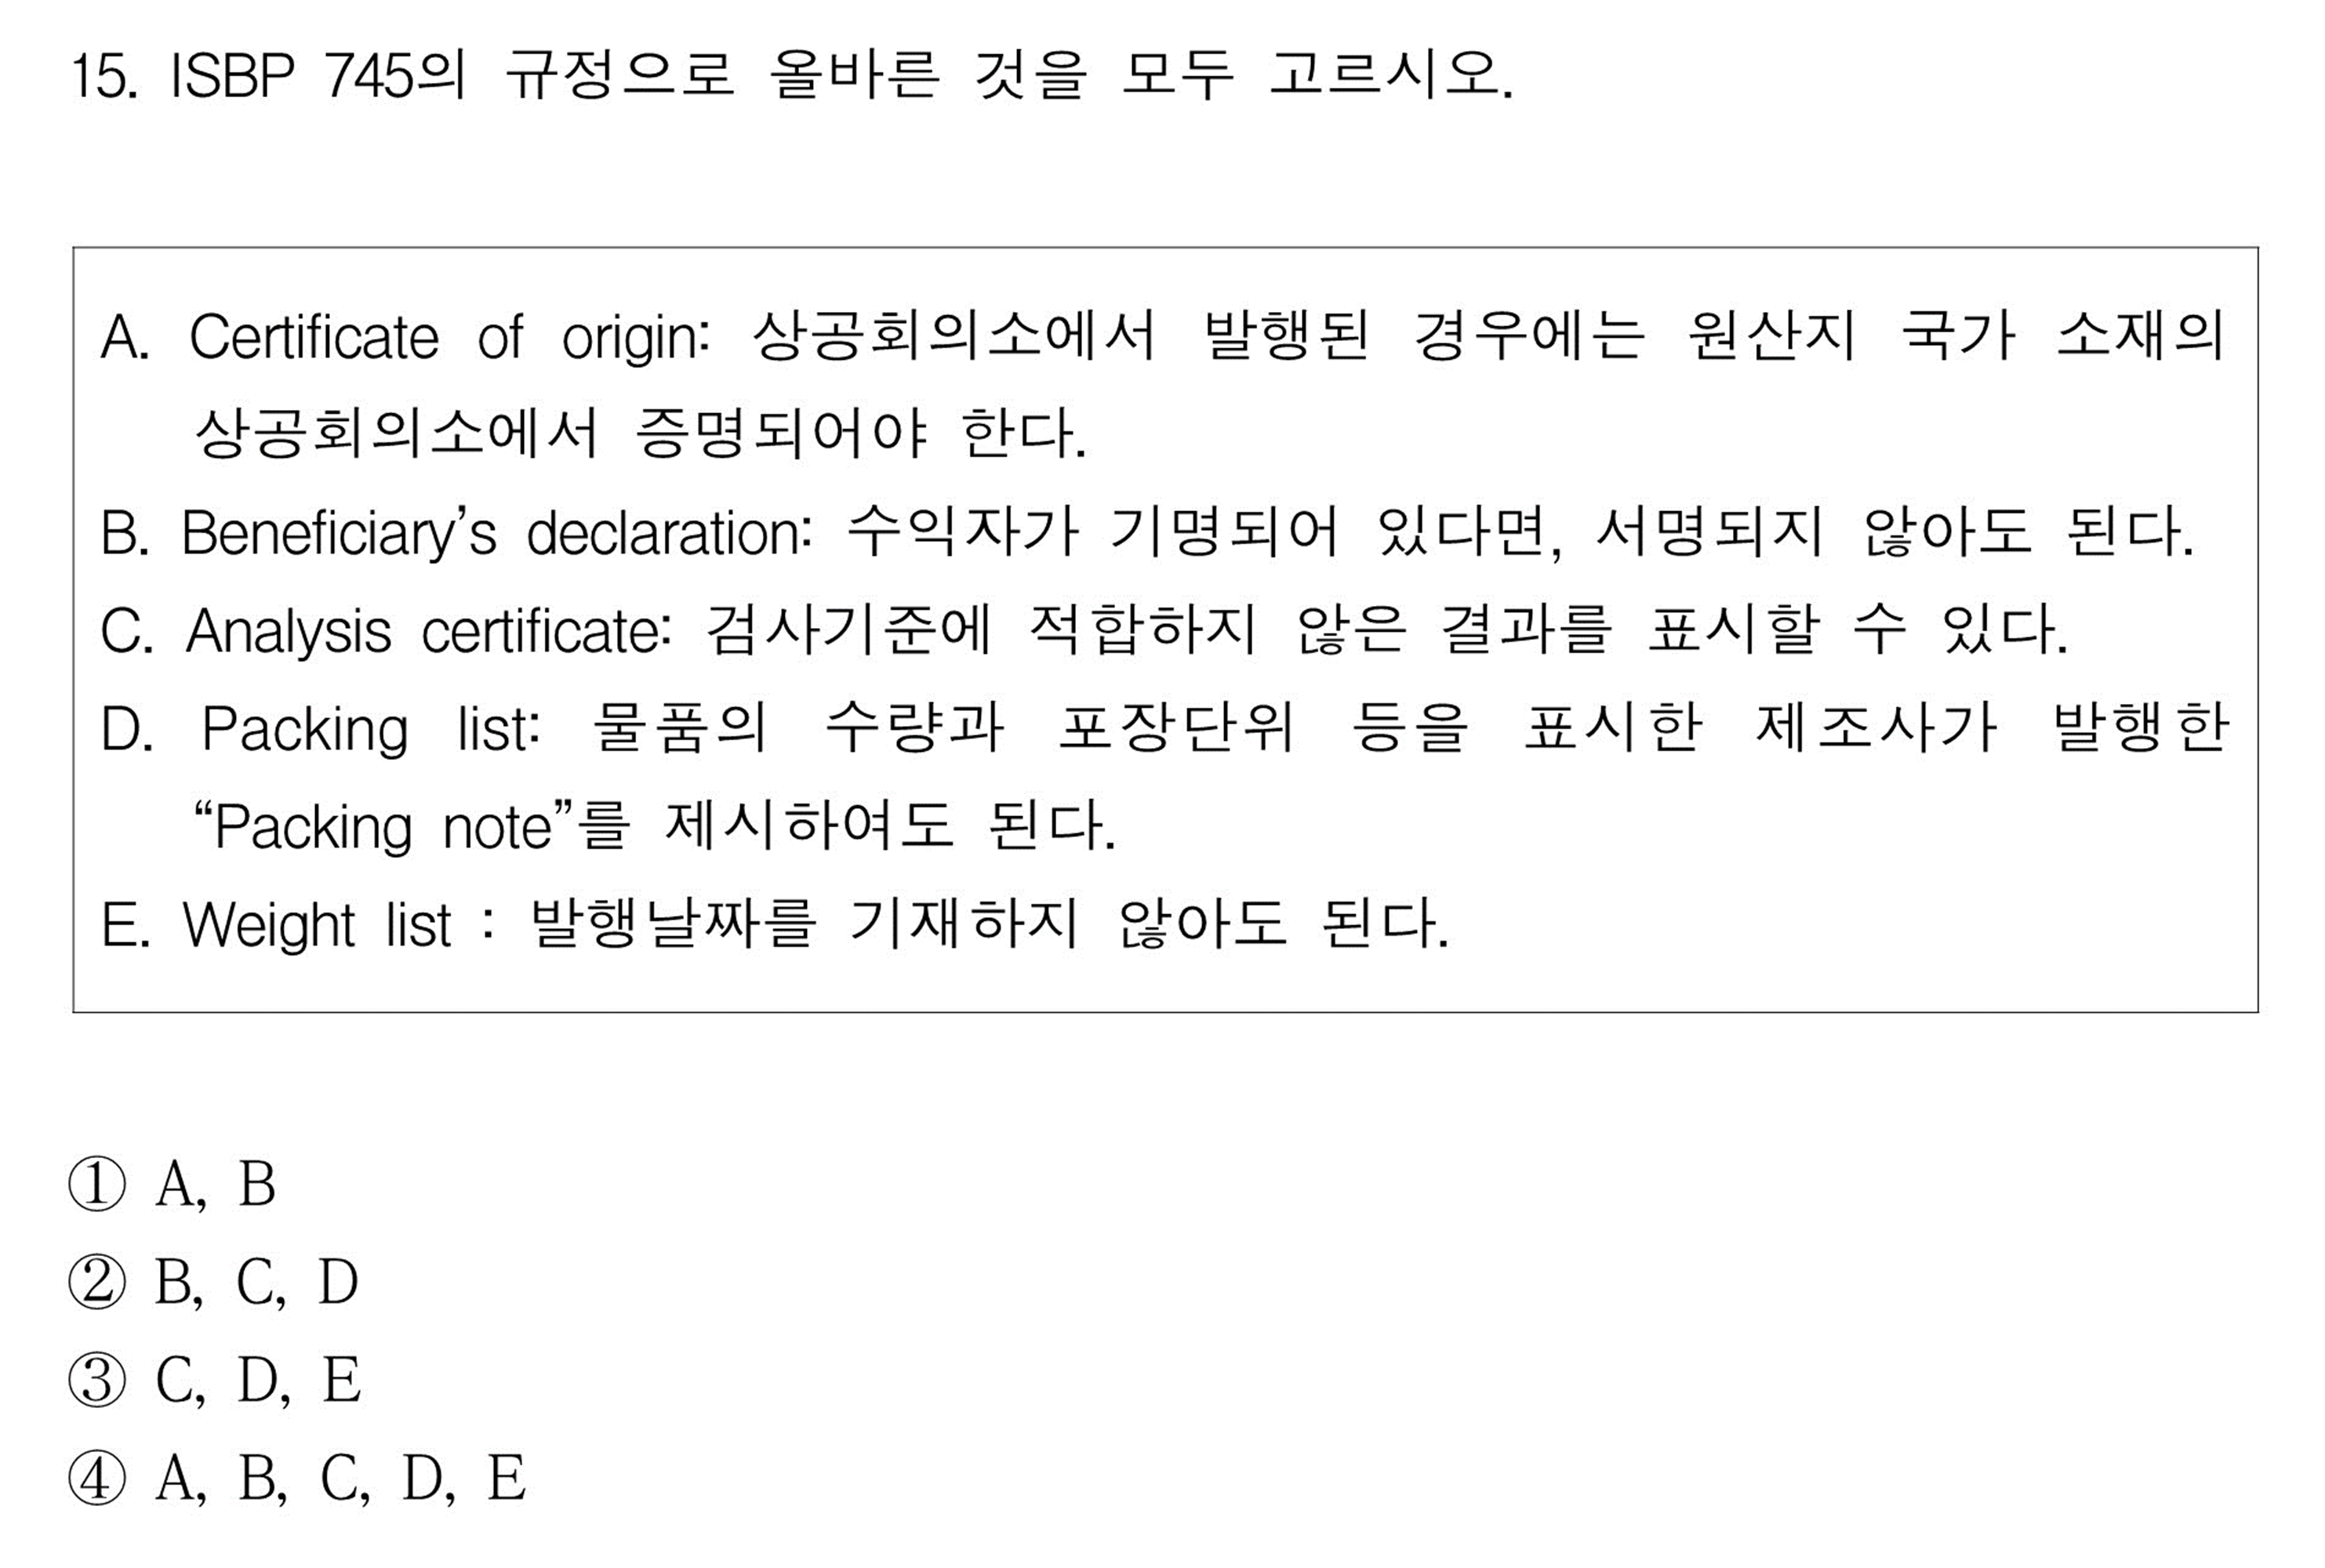 15. ISBP 745의 규정으로 올바른 것을 모두 고르시오.
A. Certificate of origin: 상공회의소에서 발행된 경우에는 원산지 국가 소재의
상공회의소에서 증명되어야 한다.
B. Beneficiary’s declaration: 수익자가 기명되어 있다면, 서명되지 않아도 된다.
C. Analysis certificate: 검사기준에 적합하지 않은 결과를 표시할 수 있다.
D. Packing list: 물품의 수량과 포장단위 등을 표시한 제조사가 발행한
“Packing note”를 제시하여도 된다.
E. Weight list : 발행날짜를 기재하지 않아도 된다.
① A, B
② B, C, D
③ C, D, E
④ A, B, C, D, E